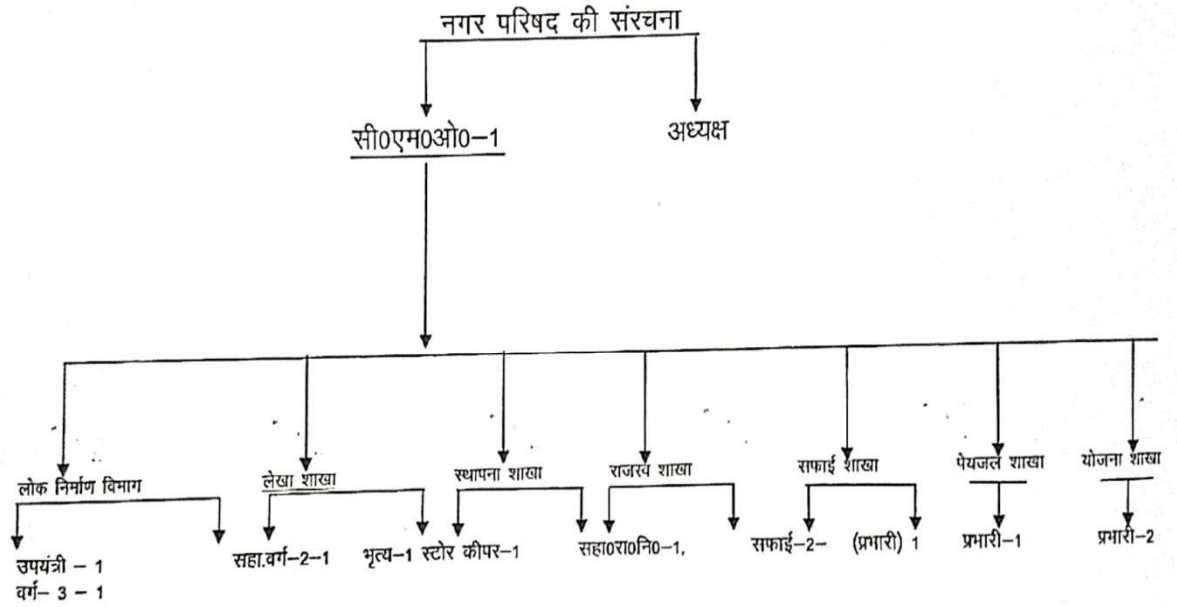 नगर परिषद की संरचना
सी0एम0ओ0–1
अध्यक्ष
लोक निर्माण विभाग
लेखा शाखा
स्थापना शाखा
राजस्व शाखा
सफाई शाखा
पेयजल शाखा
योजना शाखा
उपयंत्री – 1
वर्ग– 3 – 1
सहा.वर्ग–2–1
भृत्य–1
स्टोर कीपर–1
सहा0रा0नि0–1,
सफाई–2–
(प्रभारी) 1
प्रभारी–1
प्रभारी–2